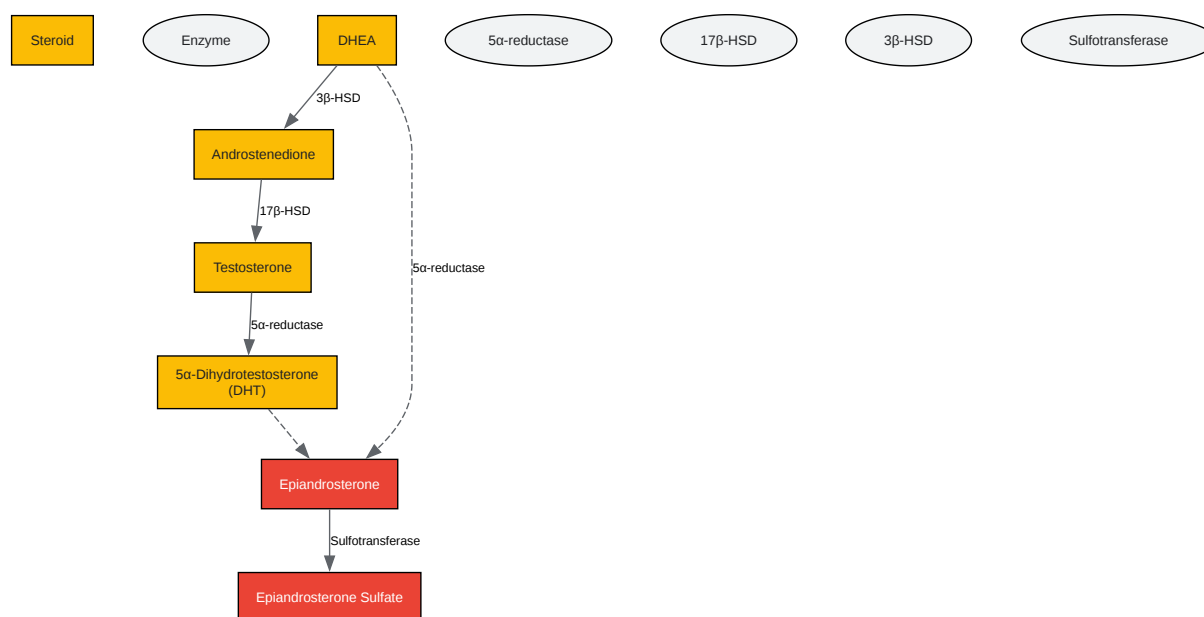 Steroid
Enzyme
DHEA
5α-reductase
17β-HSD
3β-HSD
Sulfotransferase
3β-HSD
Androstenedione
17β-HSD
Testosterone
5α-reductase
5α-reductase
5α-Dihydrotestosterone
(DHT)
Epiandrosterone
Sulfotransferase
Epiandrosterone Sulfate